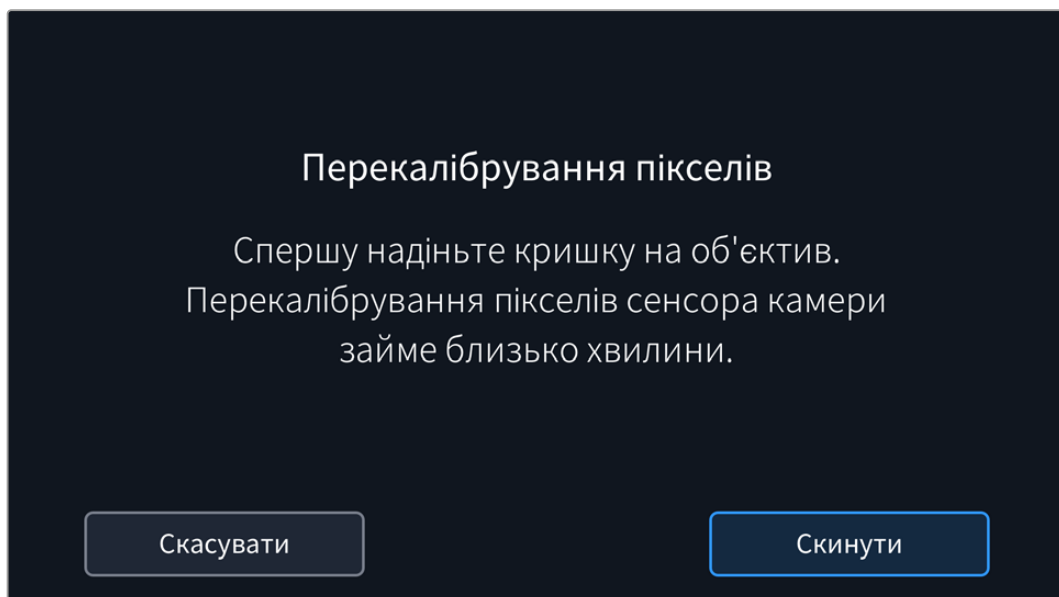 Перекалібрування пікселів
Спершу надіньте кришку на об'єктив.
Перекалібрування пікселів сенсора камери
займе близько хвилини.
Скасувати
Скинути